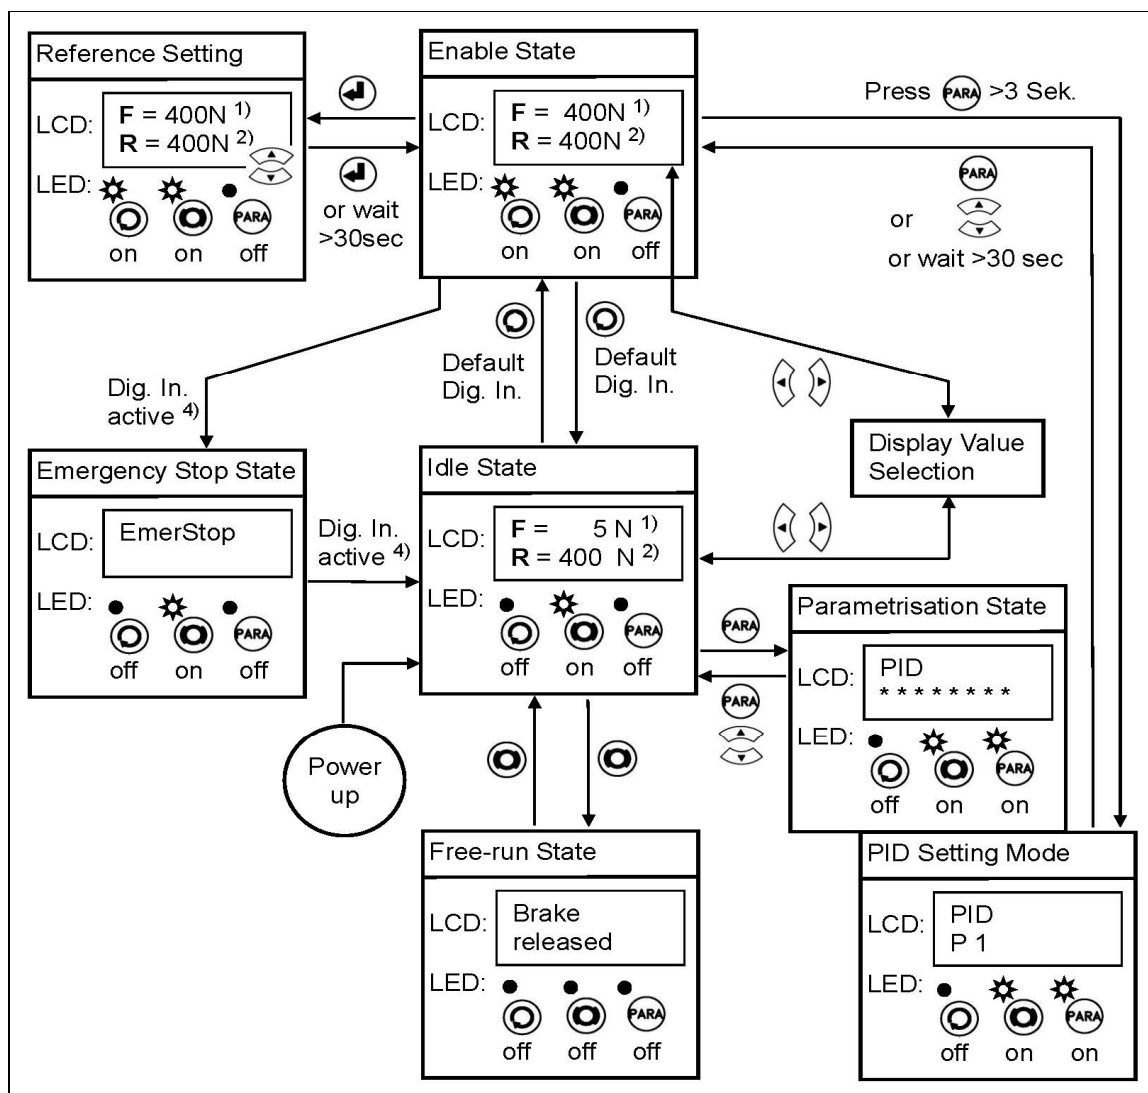 Reference Setting
LCD: F = 400N 1)
R = 400N 2)
LED:
PARA
on on off
or wait
>30sec
Enable State
LCD: F = 400N 1)
R = 400N 2)
LED:
PARA
on on off
Press PARA >3 Sek.
PARA
or
or wait >30 sec
Dig. In.
active 4)
Default
Dig. In.
Default
Dig. In.
Display Value
Selection
Emergency Stop State
LCD: EmerStop
LED:
PARA
off on off
Dig. In.
active 4)
Idle State
LCD: F = 5 N 1)
R = 400 N 2)
LED:
PARA
off on off
PARA
PARA
Parametrisation State
LCD: PID
* * * * * * * *
LED:
PARA
off on on
Power
up
Free-run State
LCD: Brake
released
LED:
PARA
off off off
PID Setting Mode
LCD: PID
P 1
LED:
PARA
off on on